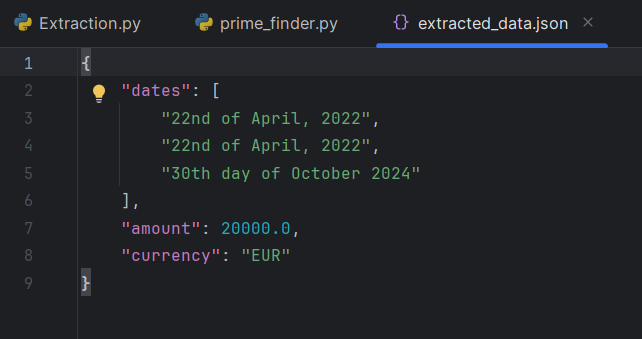 Extraction.py prime_finder.py {} extracted_data.json ×
1 {
2 "dates": [
3 "22nd of April, 2022",
4 "22nd of April, 2022",
5 "30th day of October 2024"
6 ],
7 "amount": 20000.0,
8 "currency": "EUR"
9 }